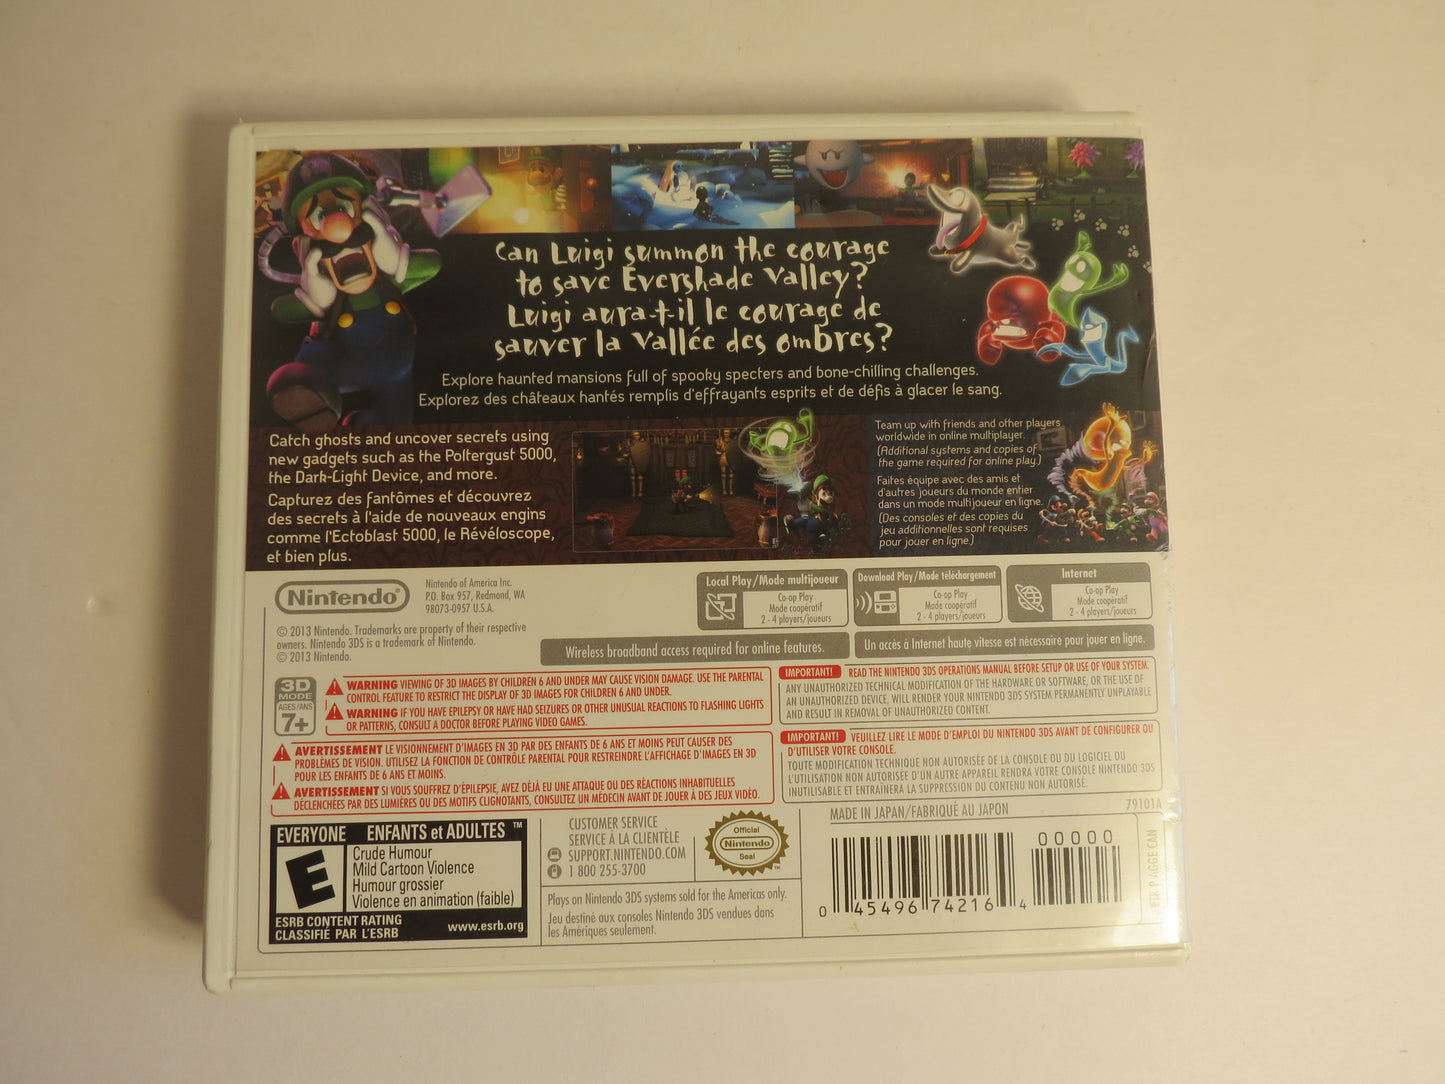 Can Luigi summon the courage
to save Evershade Valley?
Luigi aura-t-il le courage de
sauver la Vallée des ombres?
Explore haunted mansions full of spooky specters and bone-chilling challenges.
Explorez des châteaux hantés remplis d'effrayants esprits et de défis à glacer le sang.
Catch ghosts and uncover secrets using
new gadgets such as the Poltergust 5000,
the Dark-Light Device, and more.
Capturez des fantômes et découvrez
des secrets à l'aide de nouveaux engins
comme l'Ectoblast 5000, le Révéloscope,
et bien plus.
Team up with friends and other players
worldwide in online multiplayer.
(Additional systems and copies of
the game required for online play.)
Faites équipe avec des amis et
d'autres joueurs du monde entier
dans un mode multijoueur en ligne.
(Des consoles et des copies du
jeu additionnelles sont requises
pour jouer en ligne.)
Nintendo®
Nintendo of America Inc.
P.O. Box 957, Redmond, WA
98073-0957 U.S.A.
© 2013 Nintendo. Trademarks are property of their respective
owners. Nintendo 3DS is a trademark of Nintendo.
© 2013 Nintendo.
Local Play/Mode multijoueur
Co-op Play
Mode coopératif
2 - 4 players/joueurs
Download Play/Mode téléchargement
Co-op Play
Mode coopératif
2 - 4 players/joueurs
Internet
Co-op Play
Mode coopératif
2 - 4 players/joueurs
Wireless broadband access required for online features.
Un accès à Internet haute vitesse est nécessaire pour jouer en ligne.
3D
MODE
AGES/ANS
7+
WARNING VIEWING OF 3D IMAGES BY CHILDREN 6 AND UNDER MAY CAUSE VISION DAMAGE. USE THE PARENTAL
CONTROL FEATURE TO RESTRICT THE DISPLAY OF 3D IMAGES FOR CHILDREN 6 AND UNDER.
WARNING IF YOU HAVE EPILEPSY OR HAVE HAD SEIZURES OR OTHER UNUSUAL REACTIONS TO FLASHING LIGHTS
OR PATTERNS, CONSULT A DOCTOR BEFORE PLAYING VIDEO GAMES.
AVERTISSEMENT LE VISIONNEMENT D'IMAGES EN 3D PAR DES ENFANTS DE 6 ANS ET MOINS PEUT CAUSER DES
PROBLÈMES DE VISION. UTILISEZ LA FONCTION DE CONTRÔLE PARENTAL POUR RESTREINDRE L'AFFICHAGE D'IMAGES EN 3D
POUR LES ENFANTS DE 6 ANS ET MOINS.
AVERTISSEMENT SI VOUS SOUFFREZ D'ÉPILEPSIE, AVEZ DÉJÀ EU UNE ATTAQUE OU DES RÉACTIONS INHABITUELLES
DÉCLENCHÉES PAR DES LUMIÈRES OU DES MOTIFS CLIGNOTANTS, CONSULTEZ UN MÉDECIN AVANT DE JOUER À DES JEUX VIDÉO.
IMPORTANT! READ THE NINTENDO 3DS OPERATIONS MANUAL BEFORE SETUP OR USE OF YOUR SYSTEM.
ANY UNAUTHORIZED TECHNICAL MODIFICATION OF THE HARDWARE OR SOFTWARE, OR THE USE OF
AN UNAUTHORIZED DEVICE, WILL RENDER YOUR NINTENDO 3DS SYSTEM PERMANENTLY UNPLAYABLE
AND RESULT IN REMOVAL OF UNAUTHORIZED CONTENT.
IMPORTANT! VEUILLEZ LIRE LE MODE D'EMPLOI DU NINTENDO 3DS AVANT DE CONFIGURER OU
D'UTILISER VOTRE CONSOLE.
TOUTE MODIFICATION TECHNIQUE NON AUTORISÉE DE LA CONSOLE OU DU LOGICIEL OU
L'UTILISATION NON AUTORISÉE D'UN AUTRE APPAREIL RENDRA VOTRE CONSOLE NINTENDO 3DS
INUTILISABLE ET ENTRAÎNERA LA SUPPRESSION DU CONTENU NON AUTORISÉ.
EVERYONE ENFANTS et ADULTES ™
E
Crude Humour
Mild Cartoon Violence
Humour grossier
Violence en animation (faible)
ESRB CONTENT RATING
CLASSIFIÉ PAR L'ESRB
www.esrb.org
CUSTOMER SERVICE
SERVICE À LA CLIENTÈLE
SUPPORT.NINTENDO.COM
1 800 255-3700
Official
Nintendo
Seal
™
Plays on Nintendo 3DS systems sold for the Americas only.
Jeu destiné aux consoles Nintendo 3DS vendues dans
les Amériques seulement.
MADE IN JAPAN/FABRIQUÉ AU JAPON
79101A
00000
0 45496 74216 4
CTR P AGGE CAN